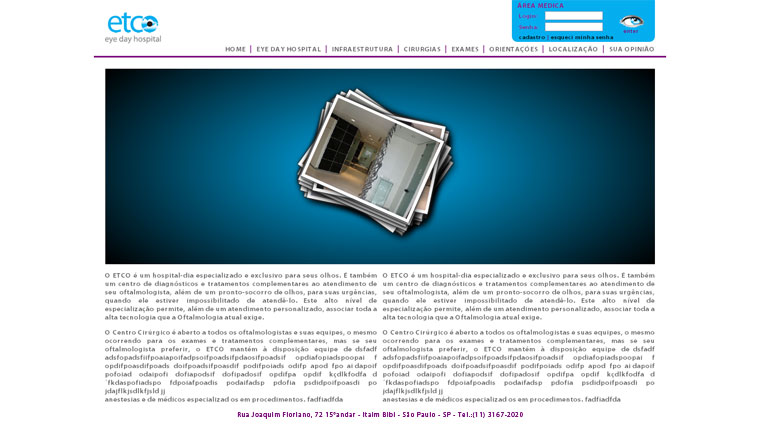 etco
eye day hospital
ÁREA MÉDICA
Login:
Senha:
enter
cadastro | esqueci minha senha
HOME | EYE DAY HOSPITAL | INFRAESTRUTURA | CIRURGIAS | EXAMES | ORIENTAÇÕES | LOCALIZAÇÃO | SUA OPINIÃO
O ETCO é um hospital-dia especializado e exclusivo para seus olhos. É também
um centro de diagnósticos e tratamentos complementares ao atendimento de
seu oftalmologista, além de um pronto-socorro de olhos, para suas urgências,
quando ele estiver impossibilitado de atendê-lo. Este alto nível de
especialização permite, além de um atendimento personalizado, associar toda a
alta tecnologia que a Oftalmologia atual exige.
O Centro Cirúrgico é aberto a todos os oftalmologistas e suas equipes, o mesmo
ocorrendo para os exames e tratamentos complementares, mas se seu
oftalmologista preferir, o ETCO mantém à disposição equipe de dsfadf
adsfopadsfiifpoaiapoifadpsoifpoadsifpdaosifpoadsif opdiafopiadspoopai f
opdifpoasdifpoads doifpoadsifpoasdif podifpoiads odifp apod fpo ai dapoif
pofoiad odaipofi dofiapodsif dofipadosif opdifpa opdif kçdlkfodfa d
´fkdaspofiadspo fdpoiafpoadis podaifadsp pdofia psdidpoifpoasdi po
jdajflkjsdlkfjsld jj
anestesias e de médicos especializad os em procedimentos. fadfiadfda
O ETCO é um hospital-dia especializado e exclusivo para seus olhos. É também
um centro de diagnósticos e tratamentos complementares ao atendimento de
seu oftalmologista, além de um pronto-socorro de olhos, para suas urgências,
quando ele estiver impossibilitado de atendê-lo. Este alto nível de
especialização permite, além de um atendimento personalizado, associar toda a
alta tecnologia que a Oftalmologia atual exige.
O Centro Cirúrgico é aberto a todos os oftalmologistas e suas equipes, o mesmo
ocorrendo para os exames e tratamentos complementares, mas se seu
oftalmologista preferir, o ETCO mantém à disposição equipe de dsfadf
adsfopadsfiifpoaiapoifadpsoifpoadsifpdaosifpoadsif opdiafopiadspoopai f
opdifpoasdifpoads doifpoadsifpoasdif podifpoiads odifp apod fpo ai dapoif
pofoiad odaipofi dofiapodsif dofipadosif opdifpa opdif kçdlkfodfa d
´fkdaspofiadspo fdpoiafpoadis podaifadsp pdofia psdidpoifpoasdi po
jdajflkjsdlkfjsld jj
anestesias e de médicos especializad os em procedimentos. fadfiadfda
Rua Joaquim Floriano, 72 15ºandar - Itaim Bibi - São Paulo - SP - Tel.:(11) 3167-2020